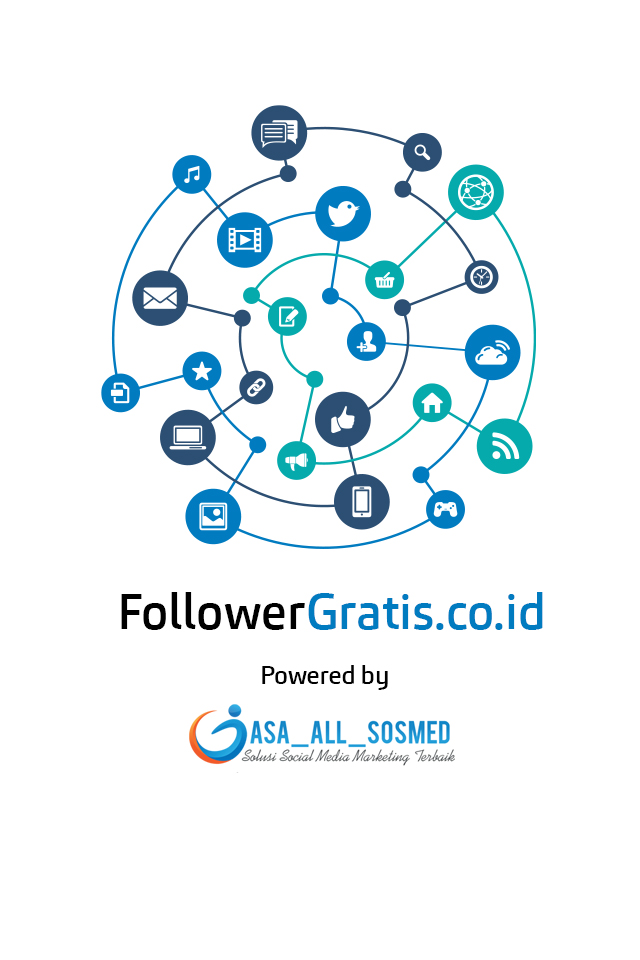 FollowerGratis.co.id
Powered by
JASA_ALL_SOSMED
Solusi Social Media Marketing Terbaik